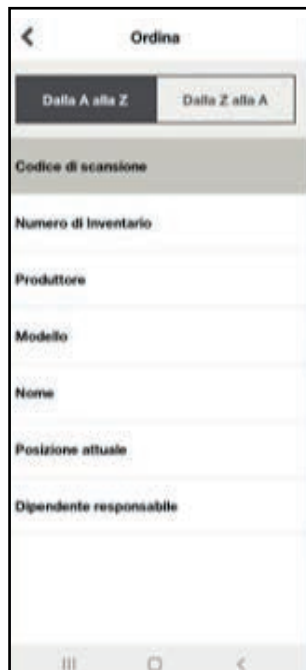 Ordina
Dalla A alla Z Dalla Z alla A
Codice di scansione
Numero di Inventario
Produttore
Modello
Nome
Posizione attuale
Dipendente responsabile